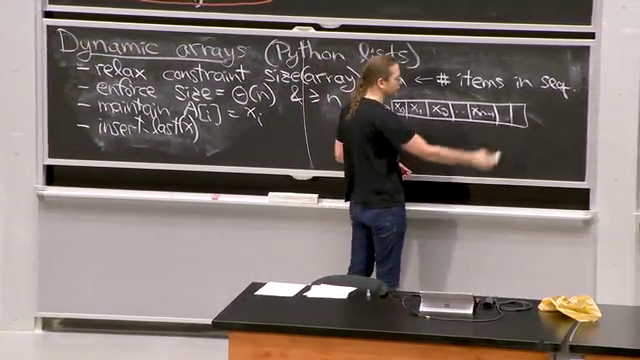 Dynamic arrays (Python lists)
- relax constraint size(array) n ← # items in seq.
- enforce size = Θ(n) & ≥ n
- maintain A[i] = xᵢ
- insert_last(x)
x₀ x₁ x₂ ... xₙ₋₁